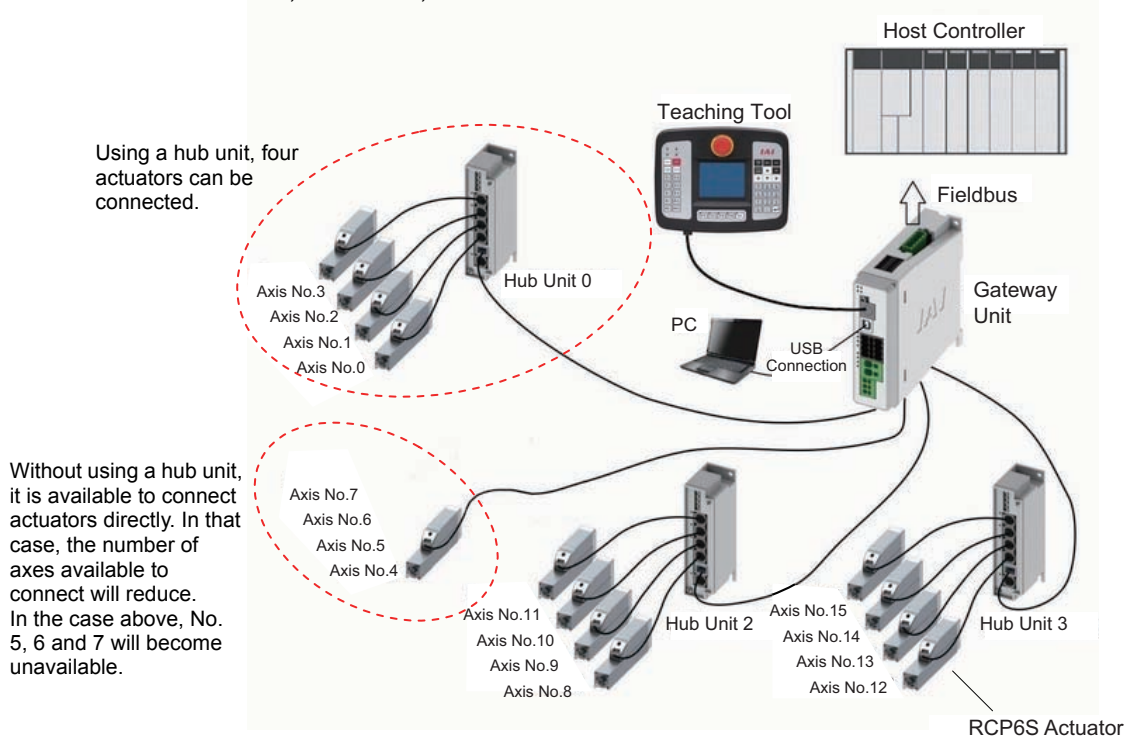 Host Controller
Teaching Tool
IAI
Using a hub unit, four
actuators can be
connected.
Fieldbus
Hub Unit 0
Axis No.3
Axis No.2
Axis No.1
Axis No.0
Gateway
Unit
IAI
PC
USB
Connection
Without using a hub unit,
it is available to connect
actuators directly. In that
case, the number of
axes available to
connect will reduce.
In the case above, No.
5, 6 and 7 will become
unavailable.
Axis No.7
Axis No.6
Axis No.5
Axis No.4
Axis No.11
Axis No.10
Axis No.9
Axis No.8
Hub Unit 2
Axis No.15
Axis No.14
Axis No.13
Axis No.12
Hub Unit 3
RCP6S Actuator